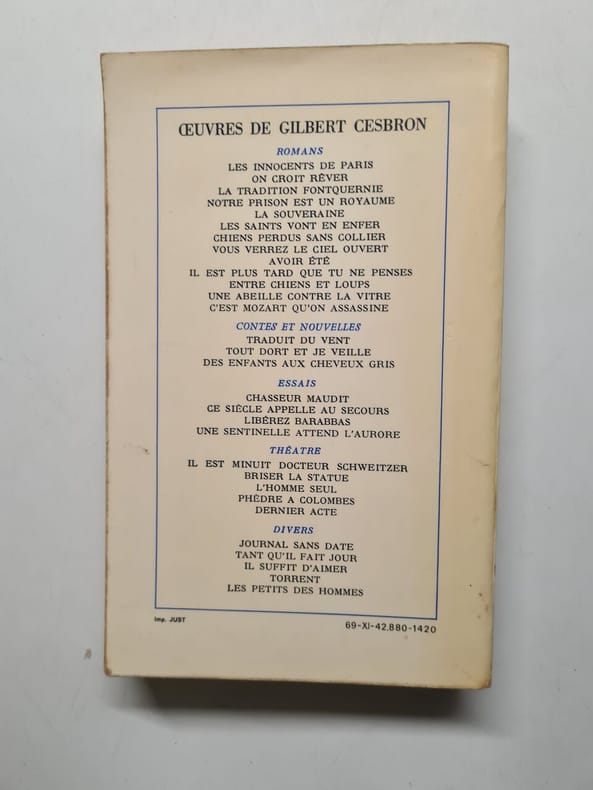 ŒUVRES DE GILBERT CESBRON
ROMANS
LES INNOCENTS DE PARIS
ON CROIT RÊVER
LA TRADITION FONTQUERNIE
NOTRE PRISON EST UN ROYAUME
LA SOUVERAINE
LES SAINTS VONT EN ENFER
CHIENS PERDUS SANS COLLIER
VOUS VERREZ LE CIEL OUVERT
AVOIR ÉTÉ
IL EST PLUS TARD QUE TU NE PENSES
ENTRE CHIENS ET LOUPS
UNE ABEILLE CONTRE LA VITRE
C'EST MOZART QU'ON ASSASSINE
CONTES ET NOUVELLES
TRADUIT DU VENT
TOUT DORT ET JE VEILLE
DES ENFANTS AUX CHEVEUX GRIS
ESSAIS
CHASSEUR MAUDIT
CE SIÈCLE APPELLE AU SECOURS
LIBÉREZ BARABBAS
UNE SENTINELLE ATTEND L'AURORE
THÉATRE
IL EST MINUIT DOCTEUR SCHWEITZER
BRISER LA STATUE
L'HOMME SEUL
PHÈDRE A COLOMBES
DERNIER ACTE
DIVERS
JOURNAL SANS DATE
TANT QU'IL FAIT JOUR
IL SUFFIT D'AIMER
TORRENT
LES PETITS DES HOMMES
Imp. JUST
69-XI-42.880-1420